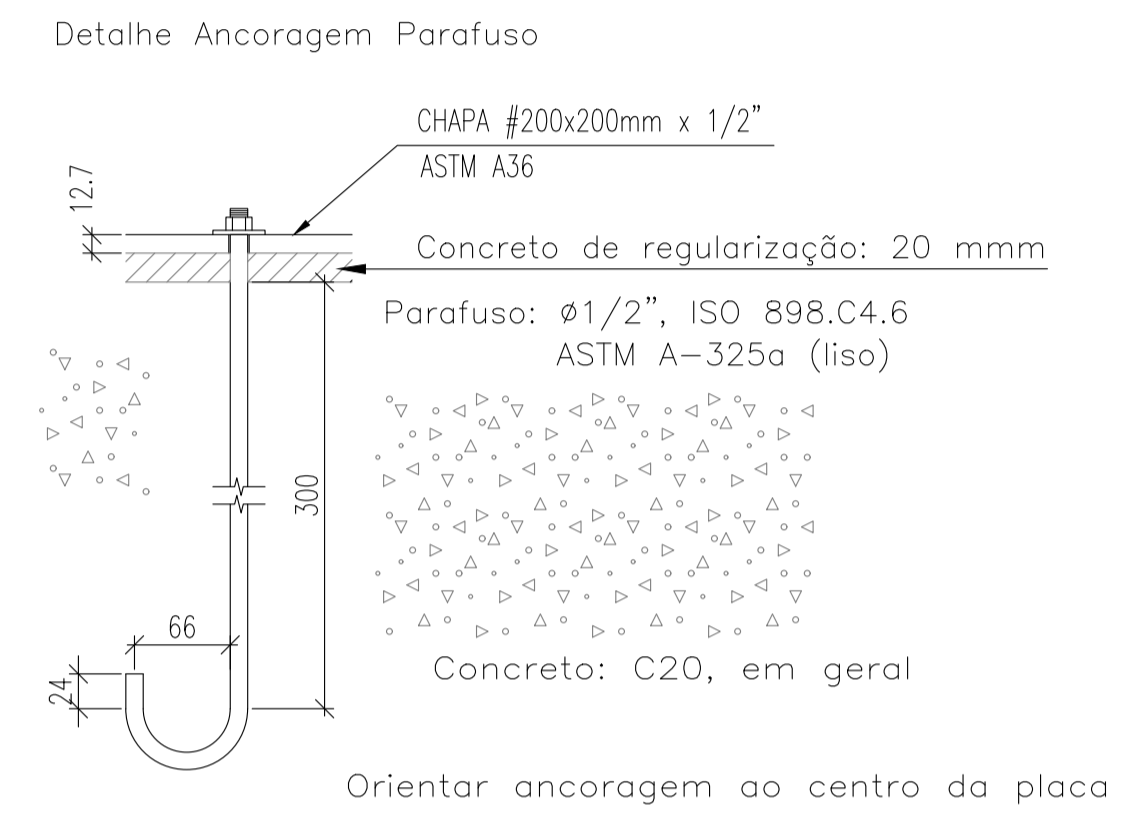 Detalhe Ancoragem Parafuso
CHAPA #200x200mm x 1/2”
ASTM A36
12.7
Concreto de regularização: 20 mmm
Parafuso: ø1/2”, ISO 898.C4.6
ASTM A-325a (liso)
300
66
24
Concreto: C20, em geral
Orientar ancoragem ao centro da placa